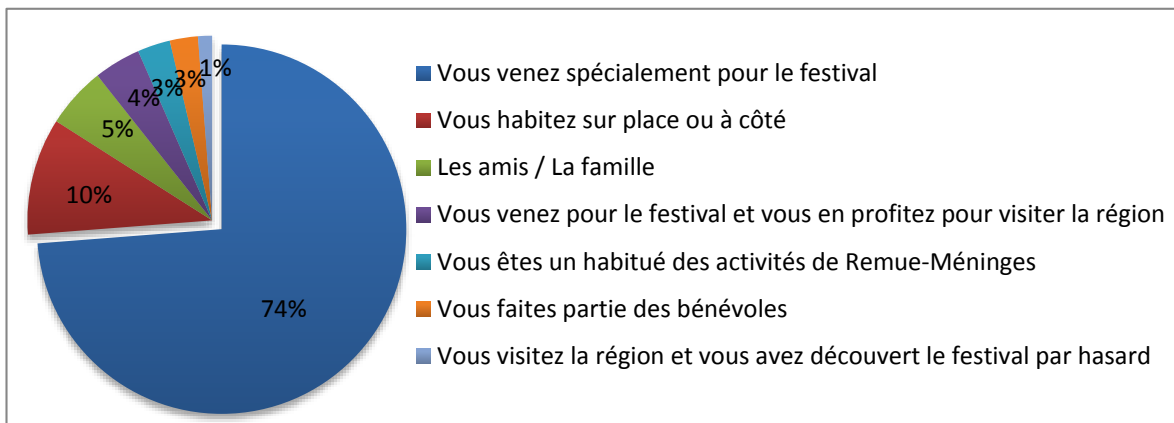 1%
3%
3%
4%
5%
10%
74%
Vous venez spécialement pour le festival
Vous habitez sur place ou à côté
Les amis / La famille
Vous venez pour le festival et vous en profitez pour visiter la région
Vous êtes un habitué des activités de Remue-Méninges
Vous faites partie des bénévoles
Vous visitez la région et vous avez découvert le festival par hasard